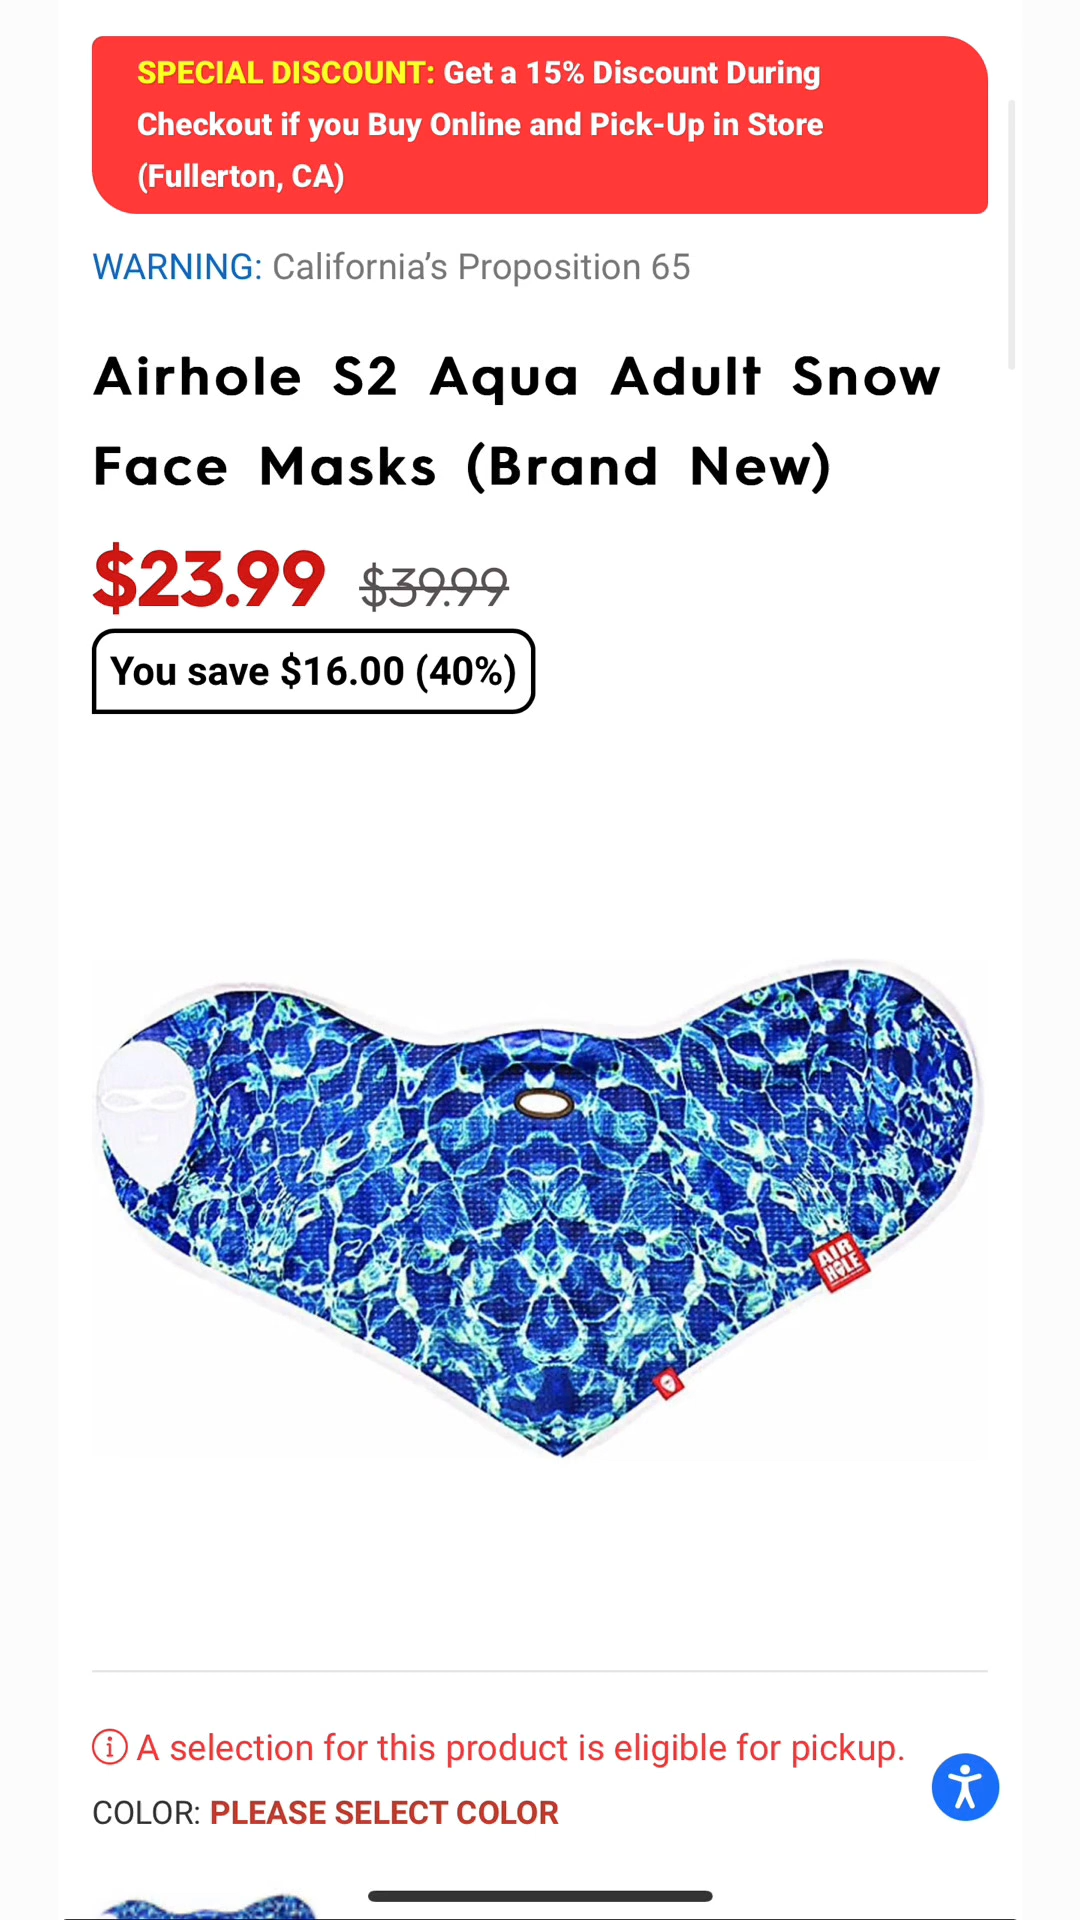 SPECIAL DISCOUNT: Get a 15% Discount During
Checkout if you Buy Online and Pick-Up in Store
(Fullerton, CA)
WARNING: California’s Proposition 65
Airhole S2 Aqua Adult Snow
Face Masks (Brand New)
$23.99 $39.99
You save $16.00 (40%)
AIR
HOLE
A selection for this product is eligible for pickup.
COLOR: PLEASE SELECT COLOR